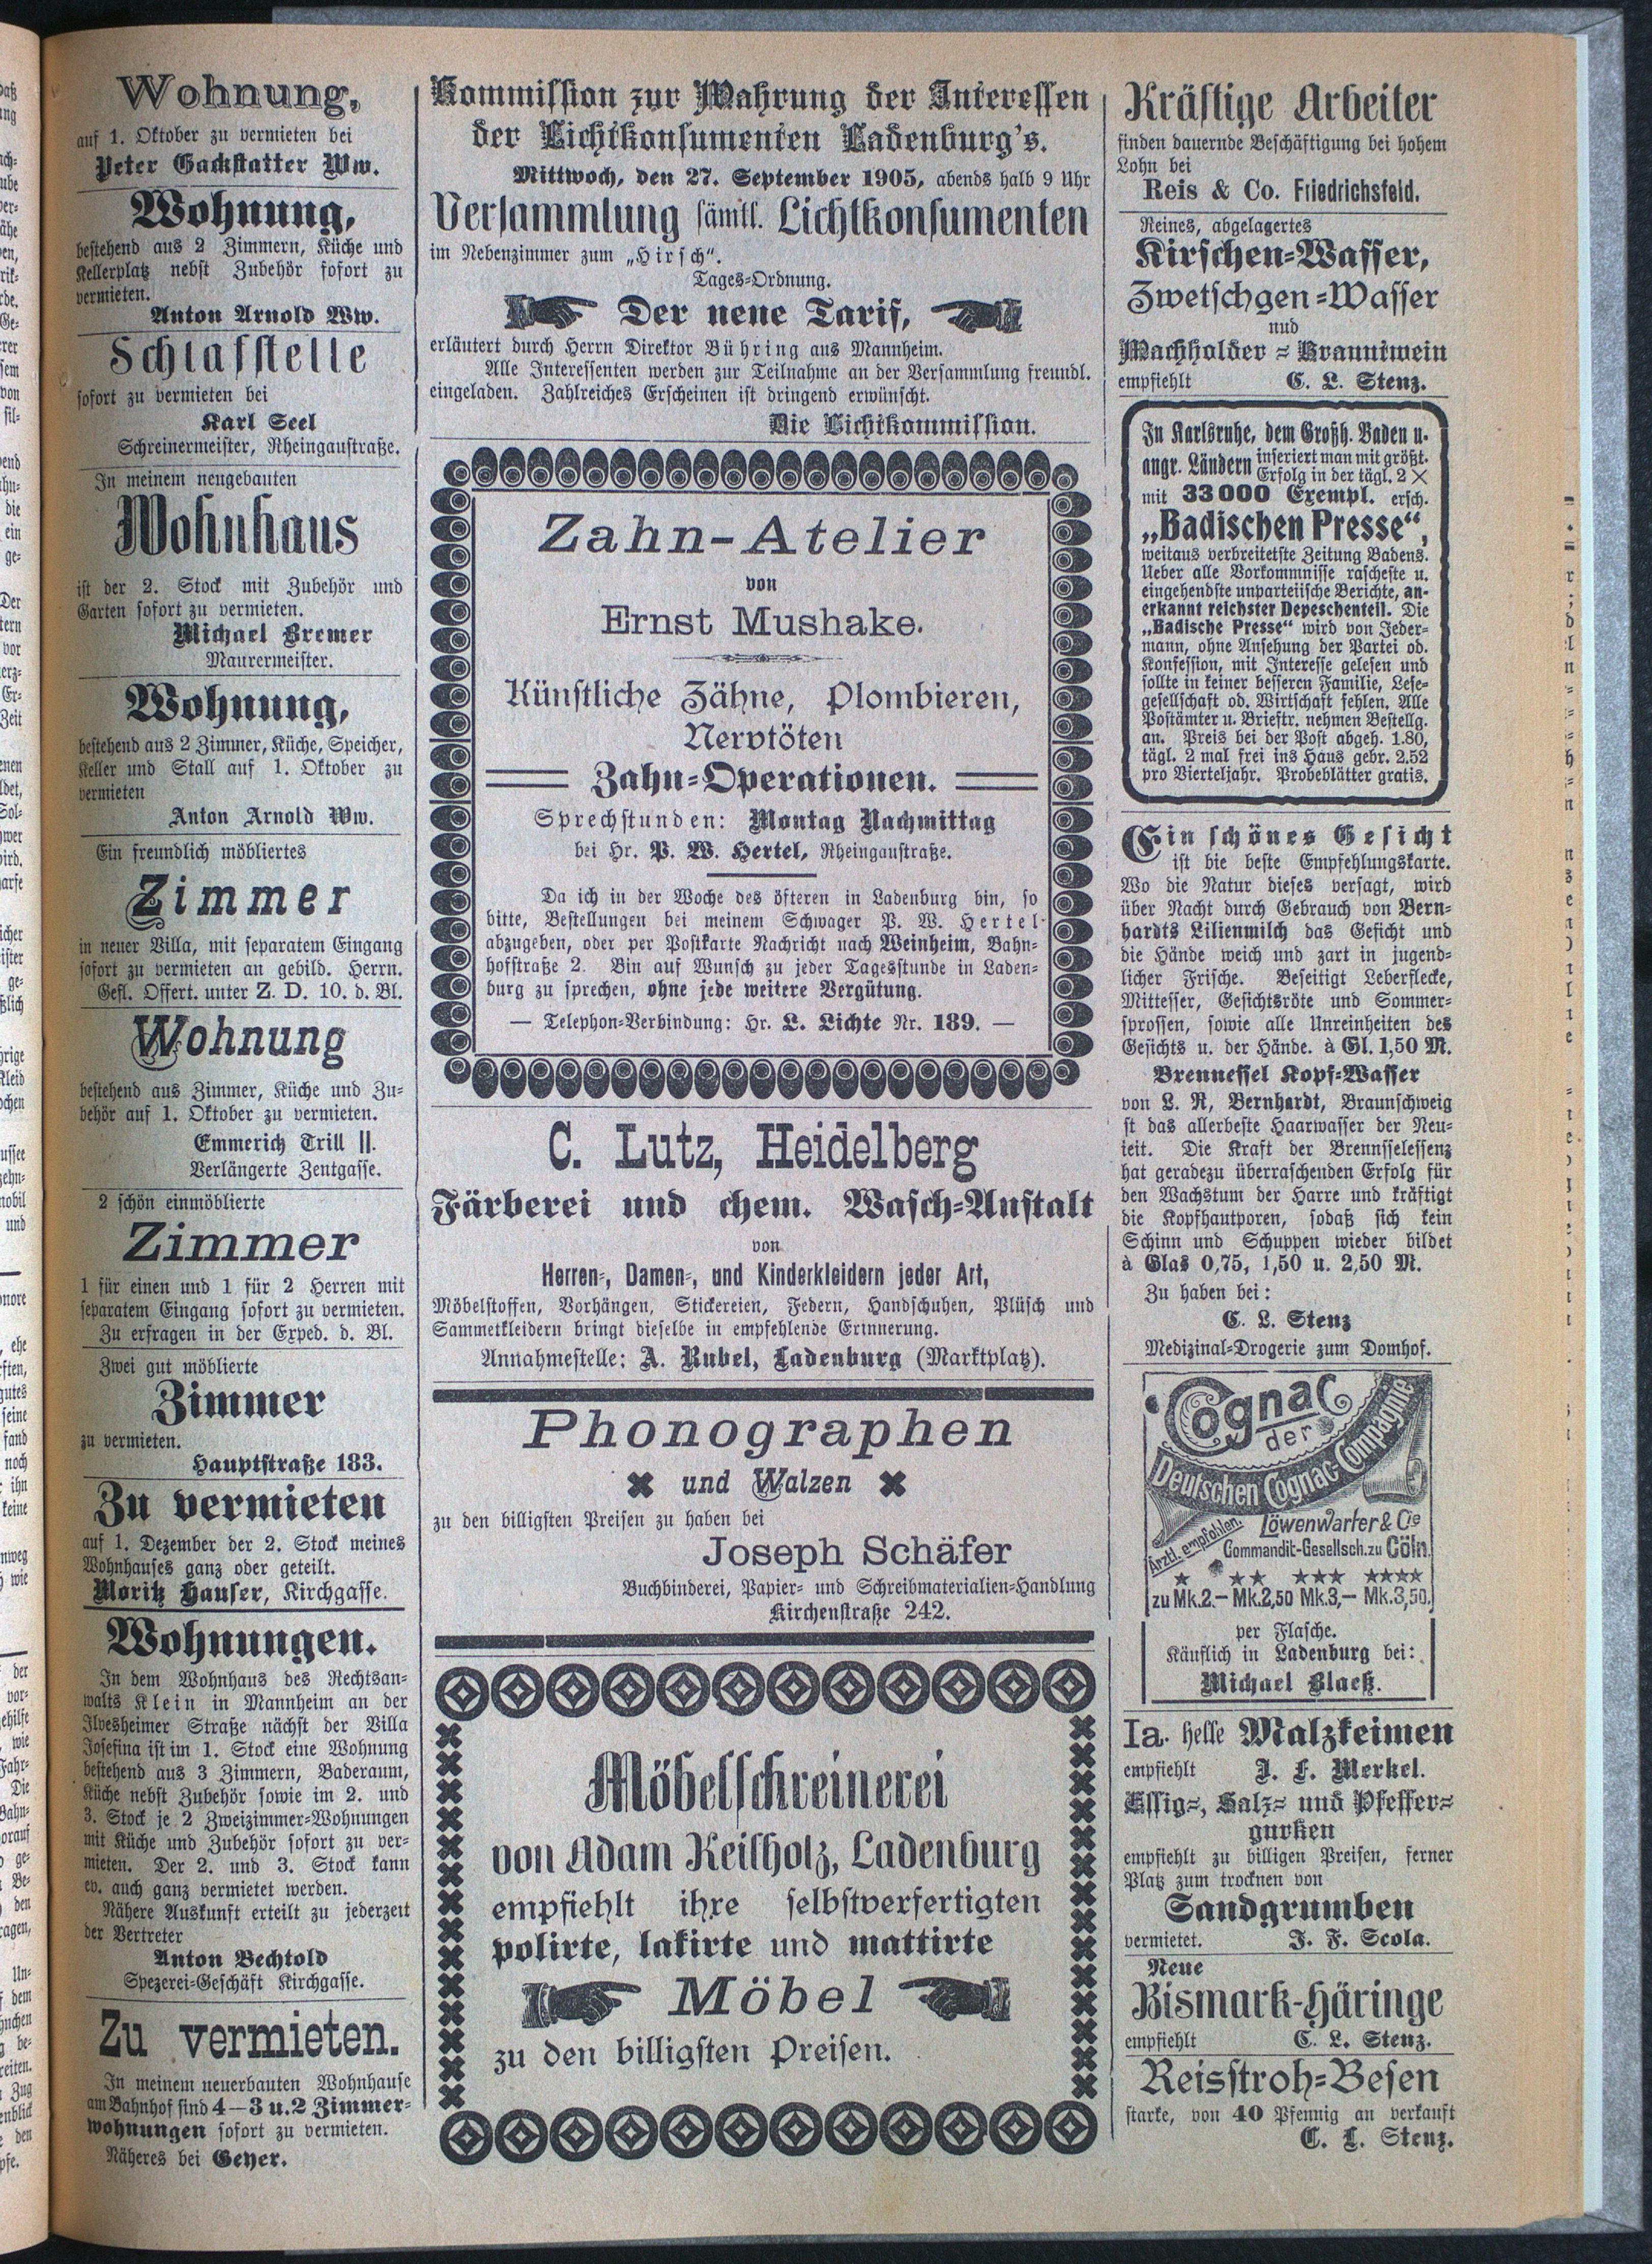 Wohnung,
auf 1. Oktober zu vermieten bei
Peter Gackstatter Ww.
Wohnung,
bestehend aus 2 Zimmern, Küche und
Kellerplatz nebst Zubehör sofort zu
vermieten.
Anton Arnold Ww.
Schlafstelle
sofort zu vermieten bei
Karl Seel
Schreinermeister, Rheingaustraße.
In meinem neugebauten
Wohnhaus
ist der 2. Stock mit Zubehör und
Garten sofort zu vermieten.
Michael Bremer
Maurermeister.
Wohnung,
bestehend aus 2 Zimmer, Küche, Speicher,
Keller und Stall auf 1. Oktober zu
vermieten
Anton Arnold Ww.
Ein freundlich möbliertes
Zimmer
in neuer Villa, mit separatem Eingang
sofort zu vermieten an gebild. Herrn.
Gefl. Offert. unter Z. D. 10. d. Bl.
Wohnung
bestehend aus Zimmer, Küche und Zu-
behör auf 1. Oktober zu vermieten.
Emmerich Trill II.
Verlängerte Zentgasse.
2 schön einmöblierte
Zimmer
1 für einen und 1 für 2 Herren mit
separatem Eingang sofort zu vermieten.
Zu erfragen in der Exped. d. Bl.
Zwei gut möblierte
Zimmer
zu vermieten.
Hauptstraße 183.
Zu vermieten
auf 1. Dezember der 2. Stock meines
Wohnhauses ganz oder geteilt.
Moritz Hauser, Kirchgasse.
Wohnungen.
In dem Wohnhaus des Rechtsan-
walts Klein in Mannheim an der
Ilvesheimer Straße nächst der Villa
Josefina ist im 1. Stock eine Wohnung
bestehend aus 3 Zimmern, Baderaum,
Küche nebst Zubehör sowie im 2. und
3. Stock je 2 Zweizimmer-Wohnungen
mit Küche und Zubehör sofort zu ver-
mieten. Der 2. und 3. Stock kann
ev. auch ganz vermietet werden.
Nähere Auskunft erteilt zu jederzeit
der Vertreter
Anton Bechtold
Spezerei-Geschäft Kirchgasse.
Zu vermieten.
In meinem neuerbauten Wohnhause
am Bahnhof sind 4—3 u. 2 Zimmer-
wohnungen sofort zu vermieten.
Näheres bei Geyer.
Kommission zur Wahrung der Interessen
der Lichtkonsumenten Ladenburg's.
Mittwoch, den 27. September 1905, abends halb 9 Uhr
Versammlung sämtl. Lichtkonsumenten
im Nebenzimmer zum „Hirsch".
Tages-Ordnung.
Der neue Tarif,
erläutert durch Herrn Direktor Bühring aus Mannheim.
Alle Interessenten werden zur Teilnahme an der Versammlung freundl.
eingeladen. Zahlreiches Erscheinen ist dringend erwünscht.
Die Lichtkommission.
Zahn-Atelier
von
Ernst Mushake.
Künstliche Zähne, Plombieren,
Nervtöten
Zahn-Operationen.
Sprechstunden: Montag Nachmittag
bei Hr. P. W. Hertel, Rheingaustraße.
Da ich in der Woche des öfteren in Ladenburg bin, so
bitte, Bestellungen bei meinem Schwager P. W. Hertel
abzugeben, oder per Postkarte Nachricht nach Weinheim, Bahn-
hofstraße 2. Bin auf Wunsch zu jeder Tagesstunde in Laden-
burg zu sprechen, ohne jede weitere Vergütung.
— Telephon-Verbindung: Hr. L. Lichte Nr. 189. —
C. Lutz, Heidelberg
Färberei und chem. Wasch-Anstalt
von
Herren-, Damen-, und Kinderkleidern jeder Art,
Möbelstoffen, Vorhängen, Stickereien, Federn, Handschuhen, Plüsch und
Sammetkleidern bringt dieselbe in empfehlende Erinnerung.
Annahmestelle: A. Rubel, Ladenburg (Marktplatz).
Phonographen
und Walzen
zu den billigsten Preisen zu haben bei
Joseph Schäfer
Buchbinderei, Papier- und Schreibmaterialien-Handlung
Kirchenstraße 242.
Möbelschreinerei
von Adam Keilholz, Ladenburg
empfiehlt ihre selbstverfertigten
polirte, lakirte und mattirte
Möbel
zu den billigsten Preisen.
Kräftige Arbeiter
finden dauernde Beschäftigung bei hohem
Lohn bei
Reis & Co. Friedrichsfeld.
Reines, abgelagertes
Kirschen-Wasser,
Zwetschgen-Wasser
nud
Wachholder-Branntwein
empfiehlt C. L. Stenz.
In Karlsruhe, dem Großh. Baden u.
angr. Ländern inseriert man mit größt.
Erfolg in der tägl. 2 ×
mit 33000 Exempl. ersch.
„Badischen Presse",
weitaus verbreitetste Zeitung Badens.
Ueber alle Vorkommnisse rascheste u.
eingehendste unparteiische Berichte, an-
erkannt reichster Depeschenteil. Die
„Badische Presse" wird von Jeder-
mann, ohne Ansehung der Partei od.
Konfession, mit Interesse gelesen und
sollte in keiner besseren Familie, Lese-
gesellschaft od. Wirtschaft fehlen. Alle
Postämter u. Brieftr. nehmen Bestellg.
an. Preis bei der Post abgeh. 1.80,
tägl. 2 mal frei ins Haus gebr. 2.52
pro Vierteljahr. Probeblätter gratis.
Ein schönes Gesicht
ist die beste Empfehlungskarte.
Wo die Natur dieses versagt, wird
über Nacht durch Gebrauch von Bern-
hardts Lilienmilch das Gesicht und
die Hände weich und zart in jugend-
licher Frische. Beseitigt Leberflecke,
Mittesser, Gesichtsröte und Sommer-
sprossen, sowie alle Unreinheiten des
Gesichts u. der Hände. à Gl. 1,50 M.
Brennessel Kopf-Wasser
von L. R, Bernhardt, Braunschweig
st das allerbeste Haarwasser der Neu-
ieit. Die Kraft der Brennsselessenz
hat geradezu überraschenden Erfolg für
den Wachstum der Harre und kräftigt
die Kopfhautporen, sodaß sich kein
Schinn und Schuppen wieder bildet
à Glas 0,75, 1,50 u. 2,50 M.
Zu haben bei:
C. L. Stenz
Medizinal-Drogerie zum Domhof.
Cognac
der
Deutschen Cognac-Compagnie
Löwenwarter & Cie
Ärztl. empfohlen.
Commandit-Gesellsch. zu Cöln.
★ ★★ ★★★ ★★★★
zu Mk.2.— Mk.2,50 Mk.3,— Mk.3,50.
per Flasche.
Käuflich in Ladenburg bei:
Michael Blaeß.
Ia. helle Malzkeimen
empfiehlt J. F. Merkel.
Essig-, Salz- und Pfeffer-
gurken
empfiehlt zu billigen Preisen, ferner
Platz zum trocknen von
Sandgrumben
vermietet. J. F. Scola.
Neue
Bismark-Häringe
empfiehlt C. L. Stenz.
Reisstroh-Besen
starke, von 40 Pfennig an verkauft
C. L. Stenz.